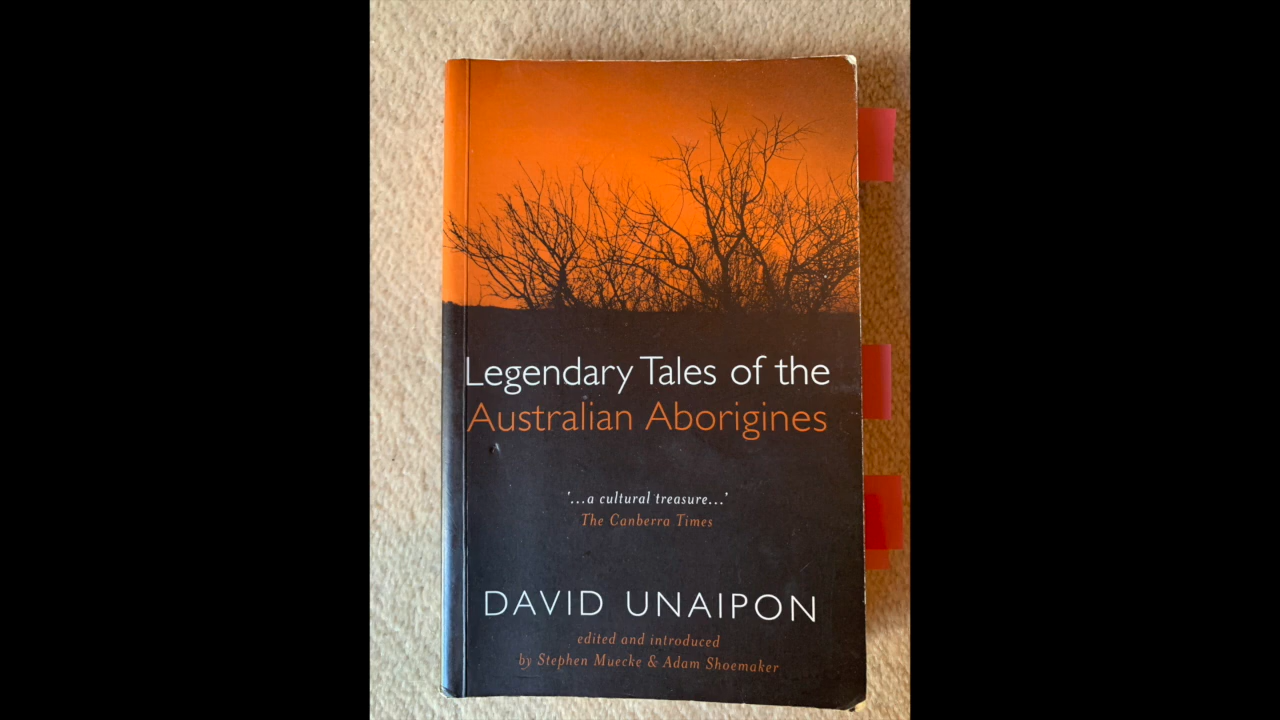 Legendary Tales of the
Australian Aborigines
'...a cultural treasure...'
The Canberra Times
DAVID UNAIPON
edited and introduced
by Stephen Muecke & Adam Shoemaker